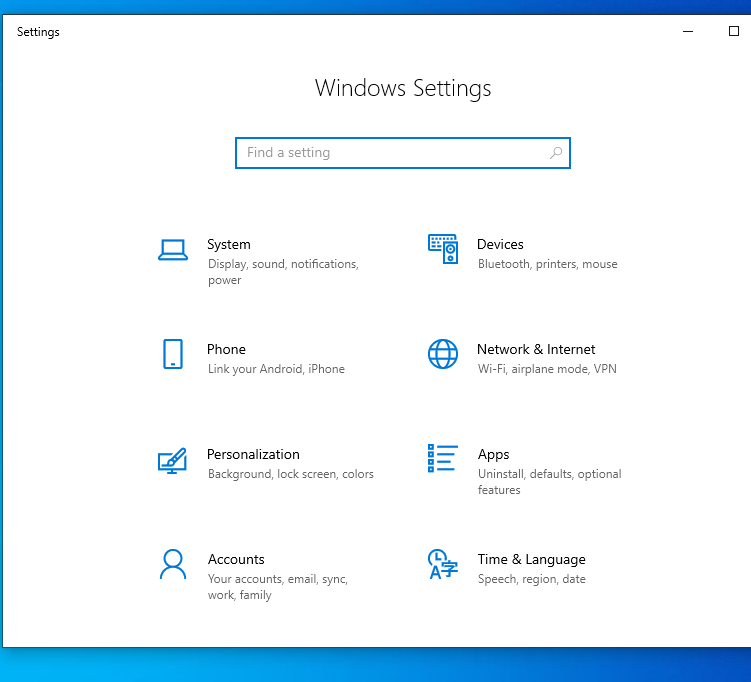 Settings
Windows Settings
Find a setting
System
Display, sound, notifications,
power
Devices
Bluetooth, printers, mouse
Phone
Link your Android, iPhone
Network & Internet
Wi-Fi, airplane mode, VPN
Personalization
Background, lock screen, colors
Apps
Uninstall, defaults, optional
features
Accounts
Your accounts, email, sync,
work, family
Time & Language
Speech, region, date